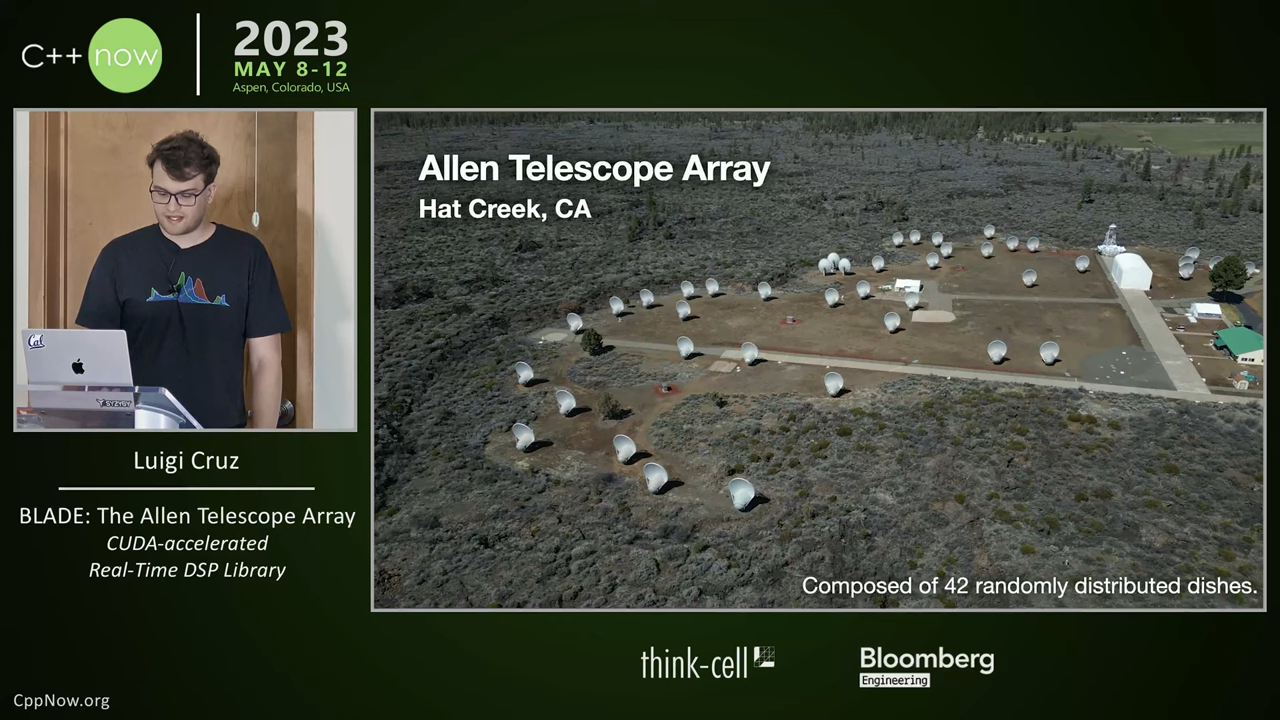 C++ now
2023
MAY 8-12
Aspen, Colorado, USA
Allen Telescope Array
Hat Creek, CA
Cal
SYZYGY
Luigi Cruz
BLADE: The Allen Telescope Array
CUDA-accelerated
Real-Time DSP Library
Composed of 42 randomly distributed dishes.
think-cell
Bloomberg
Engineering
CppNow.org